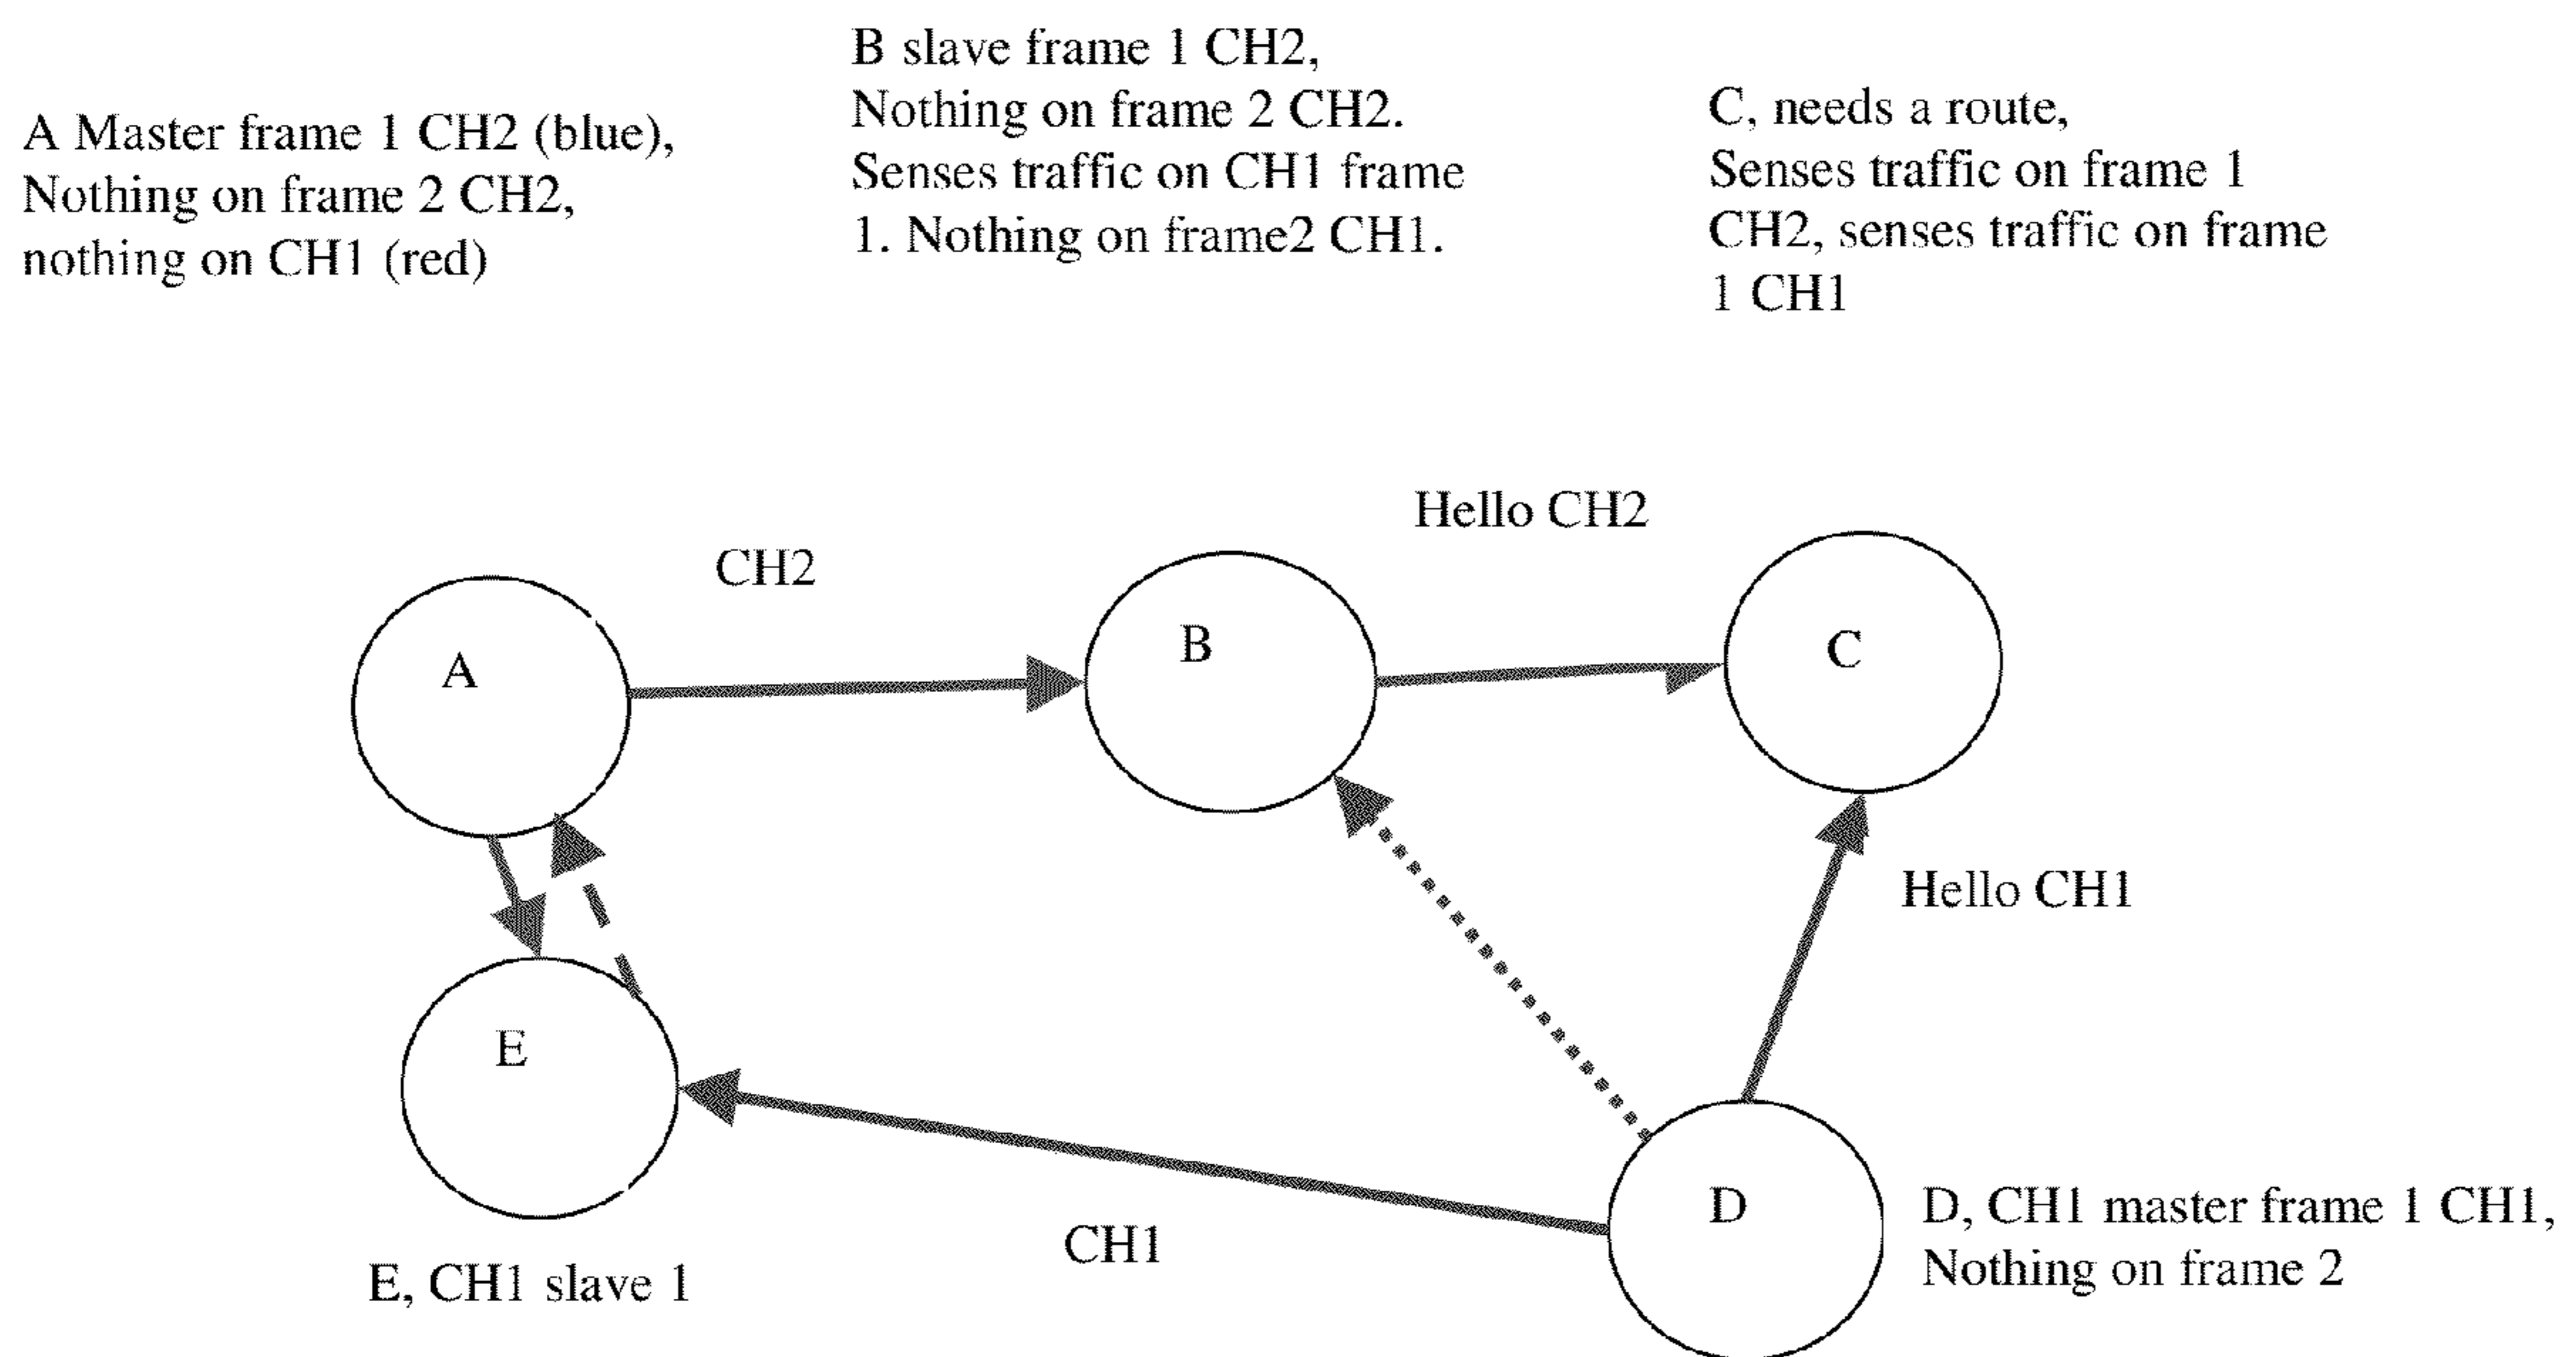 A Master frame 1 CH2 (blue),
Nothing on frame 2 CH2,
nothing on CH1 (red)
B slave frame 1 CH2,
Nothing on frame 2 CH2.
Senses traffic on CH1 frame
1. Nothing on frame2 CH1.
C, needs a route,
Senses traffic on frame 1
CH2, senses traffic on frame
1 CH1
Hello CH2
CH2
A
B
C
Hello CH1
E
D
CH1
D, CH1 master frame 1 CH1,
Nothing on frame 2
E, CH1 slave 1